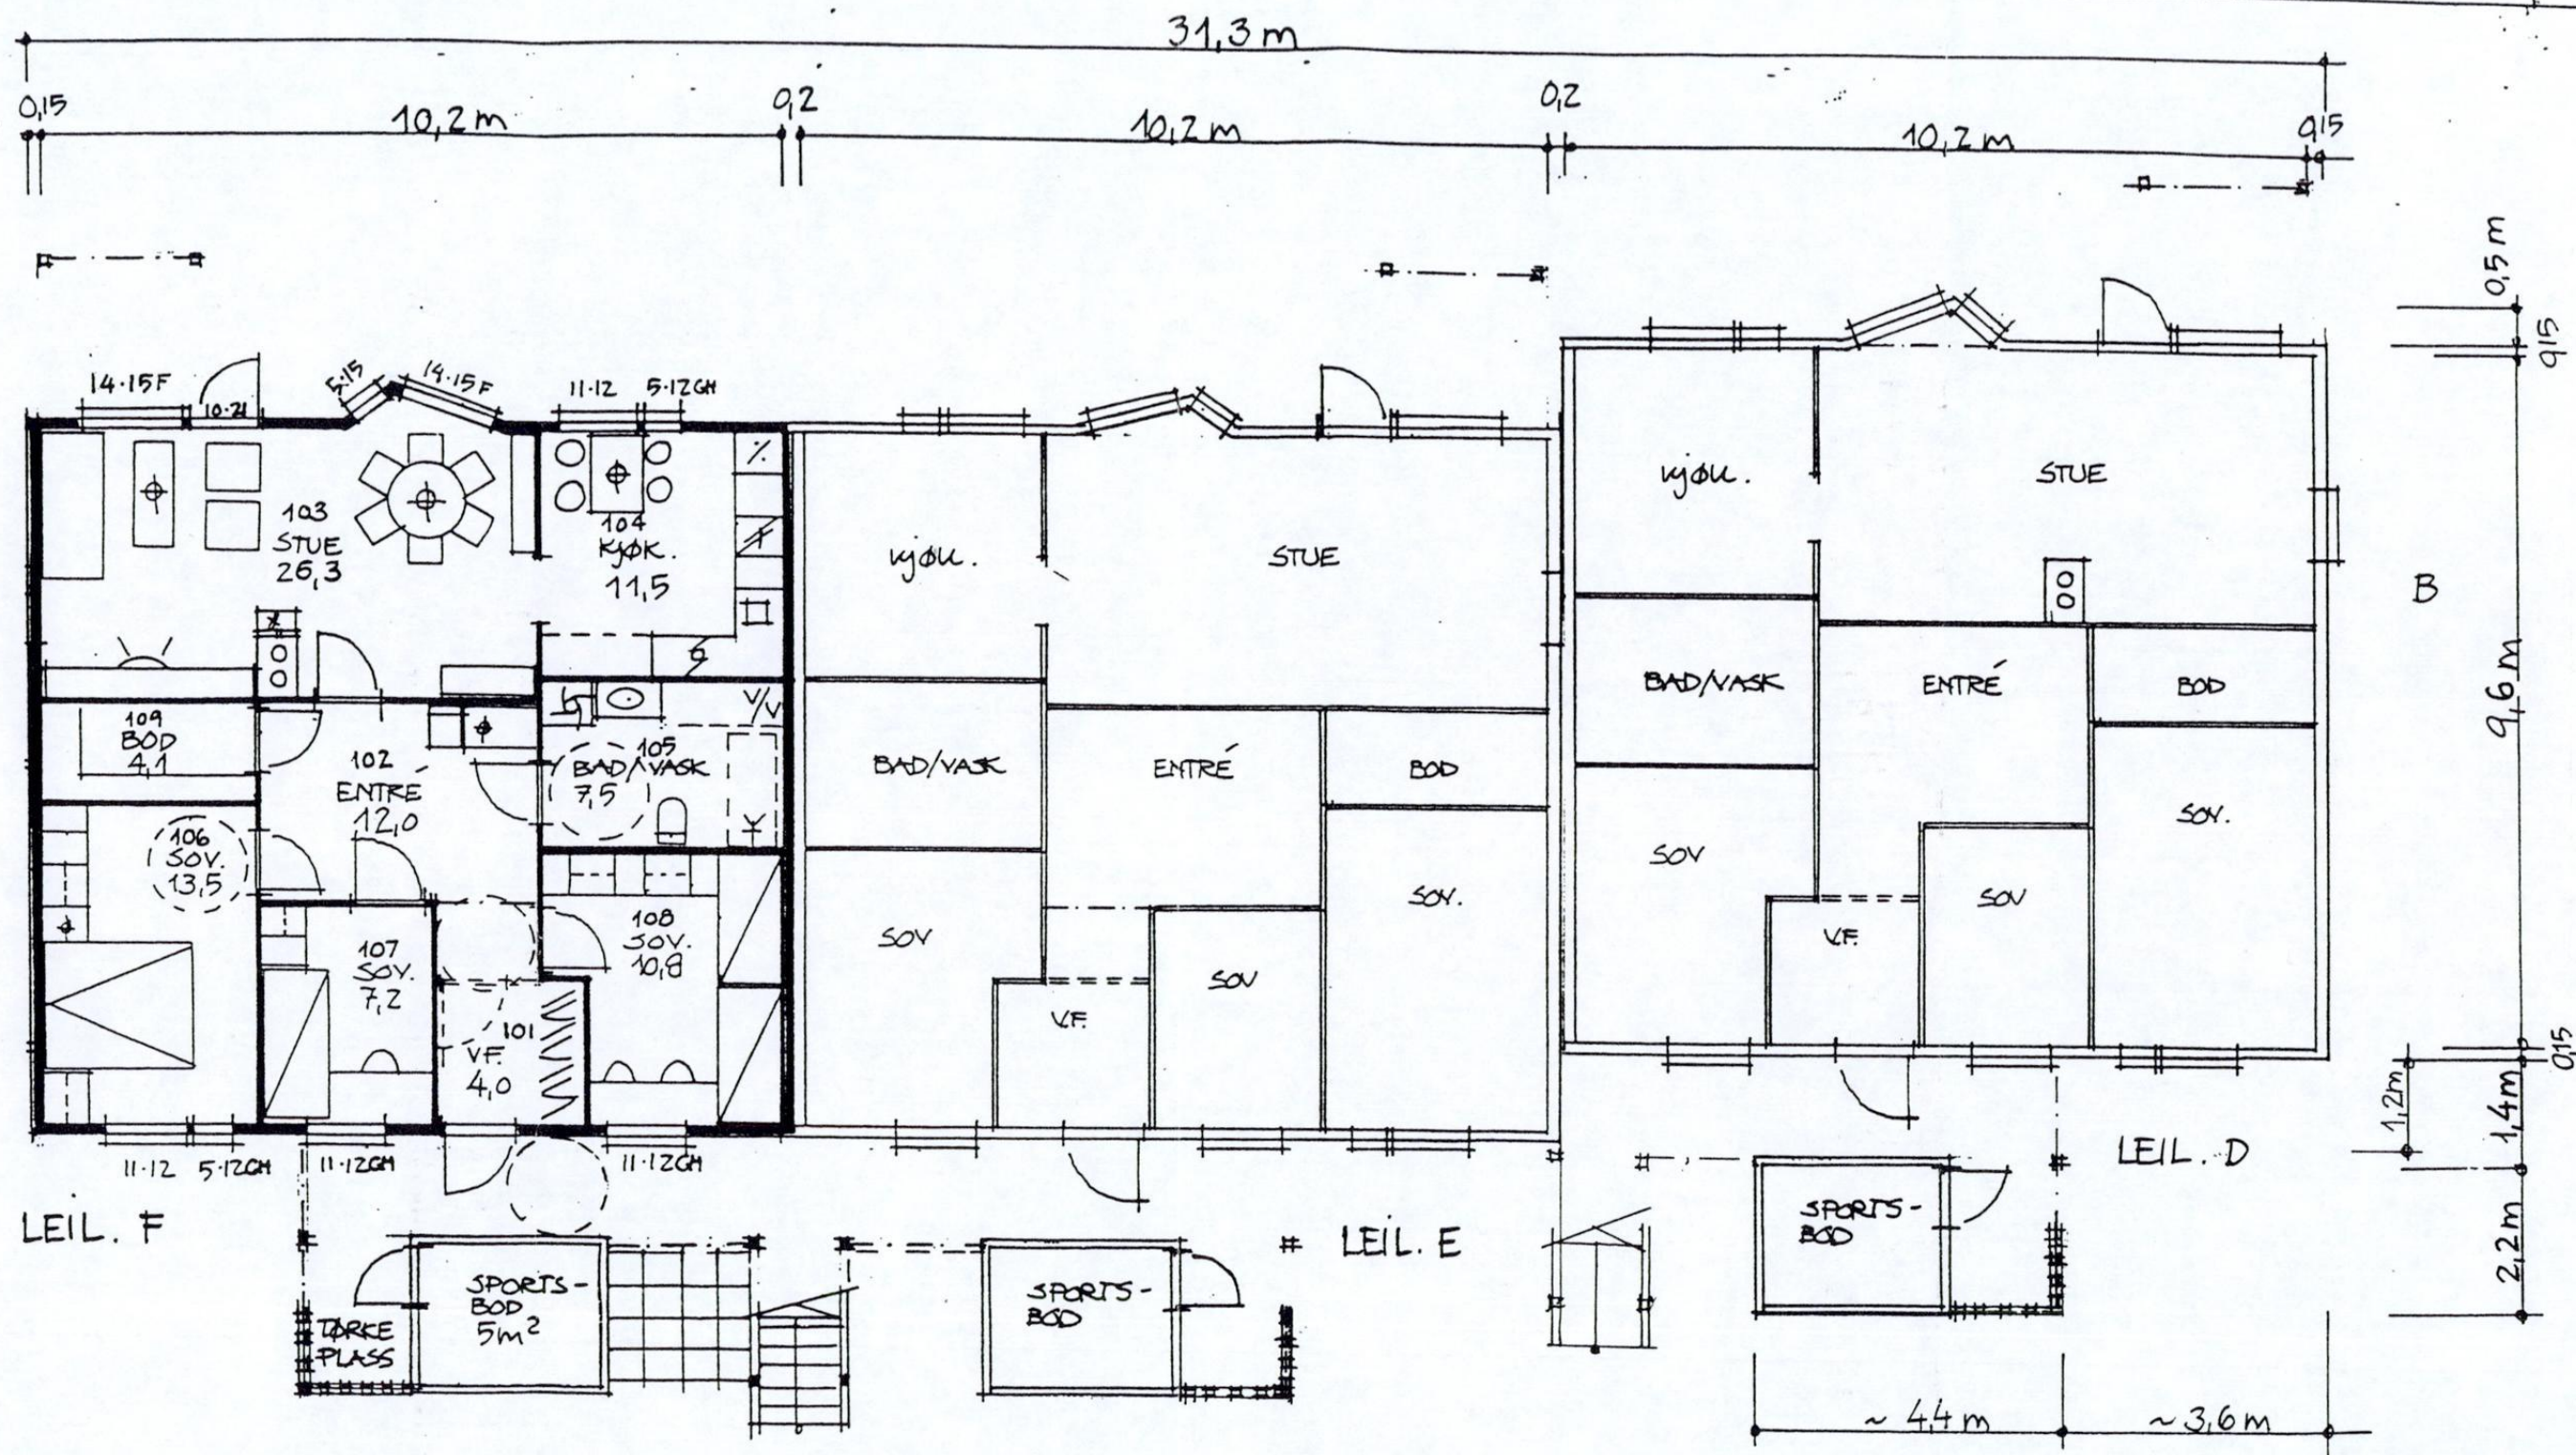 31,3 m
0,15
10,2 m
0,2
10,2 m
0,2
10,2 m
0,15
0,5 m
0,15
9,6 m
0,15
1,2m
1,4m
2,2m
B
14·15F
10·21
5·15
14·15F
11·12
5·12GH
103
STUE
26,3
104
KJØK.
11,5
109
BOD
4,1
102
ENTRÉ
12,0
105
BAD/VASK
7,5
V/V
106
SOV.
13,5
107
SOV.
7,2
108
SOV.
10,8
101
VF.
4,0
11·12
5·12GH
11·12GH
11·12GH
LEIL. F
TØRKE
PLASS
SPORTS-
BOD
5m²
KJØK.
STUE
BAD/VASK
ENTRÉ
BOD
SOV
V.F.
SOV
SOV.
LEIL. E
SPORTS-
BOD
KJØK.
STUE
BAD/VASK
ENTRÉ
BOD
SOV
V.F.
SOV
SOV.
LEIL. D
SPORTS-
BOD
~ 4,4 m
~ 3,6 m